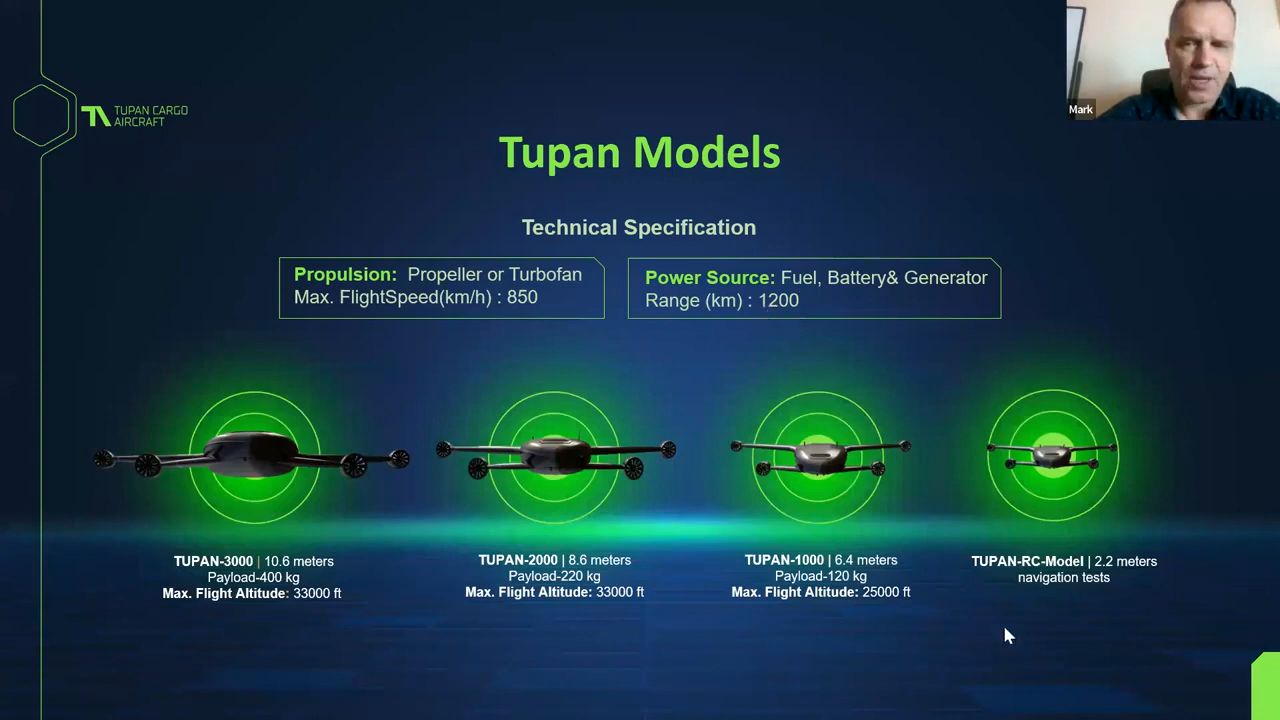 Mark
TUPAN CARGO
AIRCRAFT
Tupan Models
Technical Specification
Propulsion: Propeller or Turbofan
Max. FlightSpeed(km/h) : 850
Power Source: Fuel, Battery& Generator
Range (km) : 1200
TUPAN-3000 | 10.6 meters
Payload-400 kg
Max. Flight Altitude: 33000 ft
TUPAN-2000 | 8.6 meters
Payload-220 kg
Max. Flight Altitude: 33000 ft
TUPAN-1000 | 6.4 meters
Payload-120 kg
Max. Flight Altitude: 25000 ft
TUPAN-RC-Model | 2.2 meters
navigation tests